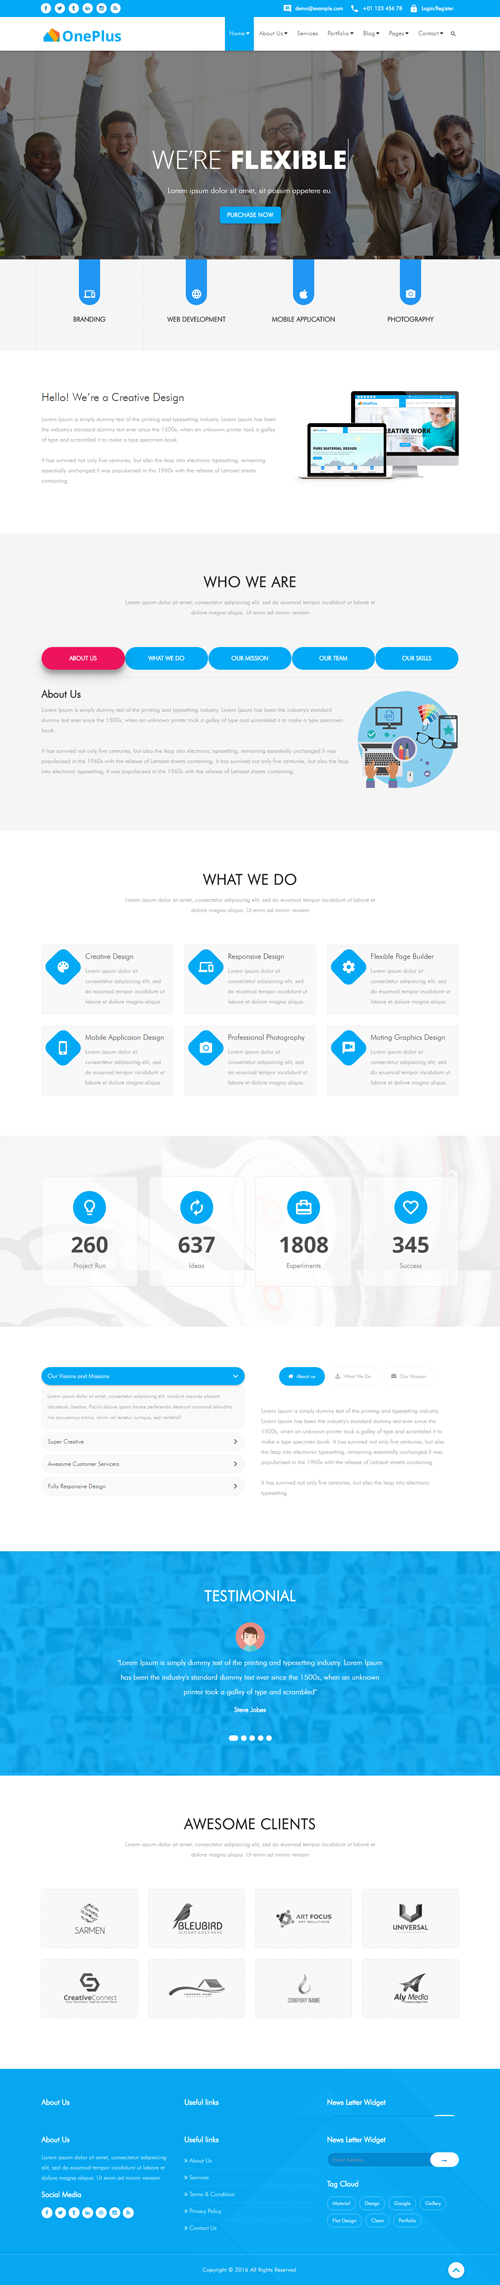 demo@example.com +01 123 456 78 Login/Register
OnePlus
Home About Us Services Portfolio Blog Pages Contact
WE'RE FLEXIBLE
Lorem ipsum dolor sit amet, sit possim appetere eu.
PURCHASE NOW
BRANDING WEB DEVELOPMENT MOBILE APPLICATION PHOTOGRAPHY
Hello! We're a Creative Design
Lorem Ipsum is simply dummy text of the printing and typesetting industry. Lorem Ipsum has been
the industry's standard dummy text ever since the 1500s, when an unknown printer took a galley
of type and scrambled it to make a type specimen book.
It has survived not only five centuries, but also the leap into electronic typesetting, remaining
essentially unchanged.It was popularised in the 1960s with the release of Letraset sheets
containing.
OnePlus
CREATIVE WORK
PURE MATERIAL DESIGN
WHO WE ARE
Lorem ipsum dolor sit amet, consectetur adipisicing elit, sed do eiusmod tempor incididunt ut labore et
dolore magna aliqua. Ut enim ad minim veniam
ABOUT US WHAT WE DO OUR MISSION OUR TEAM OUR SKILLS
About Us
Lorem Ipsum is simply dummy text of the printing and typesetting industry. Lorem Ipsum has been the industry's standard
dummy text ever since the 1500s, when an unknown printer took a galley of type and scrambled it to make a type specimen
book.
It has survived not only five centuries, but also the leap into electronic typesetting, remaining essentially unchanged.It was
popularised in the 1960s with the release of Letraset sheets containing. It has survived not only five centuries, but also the leap
into electronic typesetting, It was popularised in the 1960s with the release of Letraset sheets containing.
WHAT WE DO
Lorem ipsum dolor sit amet, consectetur adipisicing elit, sed do eiusmod tempor incididunt ut labore et
dolore magna aliqua. Ut enim ad minim veniam
Creative Design
Lorem ipsum dolor sit
consectetur adipisicing elit, sed
do eiusmod tempor incididunt ut
labore et dolore magna aliqua.
Responsive Design
Lorem ipsum dolor sit
consectetur adipisicing elit, sed
do eiusmod tempor incididunt ut
labore et dolore magna aliqua.
Flexible Page Builder
Lorem ipsum dolor sit
consectetur adipisicing elit, sed
do eiusmod tempor incididunt ut
labore et dolore magna aliqua.
Mobile Applicaion Design
Lorem ipsum dolor sit
consectetur adipisicing elit, sed
do eiusmod tempor incididunt ut
labore et dolore magna aliqua.
Professional Photography
Lorem ipsum dolor sit
consectetur adipisicing elit, sed
do eiusmod tempor incididunt ut
labore et dolore magna aliqua.
Moting Graphics Design
Lorem ipsum dolor sit
consectetur adipisicing elit, sed
do eiusmod tempor incididunt ut
labore et dolore magna aliqua.
260 637 1808 345
Project Run Ideas Experiments Success
Our Visions and Missions
Lorem ipsum dolor sit amet, consectetur adipisicing elit. Incidunt maiores placeat
obcaecati, beatae. Facilis dolore ipsam facere perferendis deserunt commodi blanditiis
Super Creative
Awesome Customer Servicers
Fully Responsive Design
About us What We Do Our Mission
Lorem Ipsum is simply dummy text of the printing and typesetting industry.
Lorem Ipsum has been the industry's standard dummy text ever since the
1500s, when an unknown printer took a galley of type and scrambled it to
make a type specimen book. It has survived not only five centuries, but also
the leap into electronic typesetting, remaining essentially unchanged.It was
popularised in the 1960s with the release of Letraset sheets containing
It has survived not only five centuries, but also the leap into electronic
typesetting
TESTIMONIAL
"Lorem Ipsum is simply dummy text of the printing and typesetting industry. Lorem Ipsum
has been the industry's standard dummy text ever since the 1500s, when an unknown
printer took a galley of type and scrambled"
Steve Jobes
AWESOME CLIENTS
Lorem ipsum dolor sit amet, consectetur adipisicing elit, sed do eiusmod tempor incididunt ut labore et
dolore magna aliqua. Ut enim ad minim veniam
SARMEN
BLEUBIRD
SLOGAN GOES HERE
ART FOCUS
ART SOLUTIONS
UNIVERSAL
CreativeConnect
Your Business Tagline Goes Here
COMPANY NAME
COMPANY NAME
Aly Media
About Us Useful links News Letter Widget
About Us
Lorem ipsum dolor sit amet, consectetur adipisicing
elit, sed do eiusmod tempor incididunt ut labore et
dolore magna aliqua. Ut enim ad minim veniam
Social Media
Useful links
» About Us
» Services
» Terms & Condition
» Privacy Policy
» Contact Us
News Letter Widget
Email Address
Tag Cloud
Material Design Google Gallery
Flat Design Clean Portfolio
Copyright © 2016 All Rights Reserved.